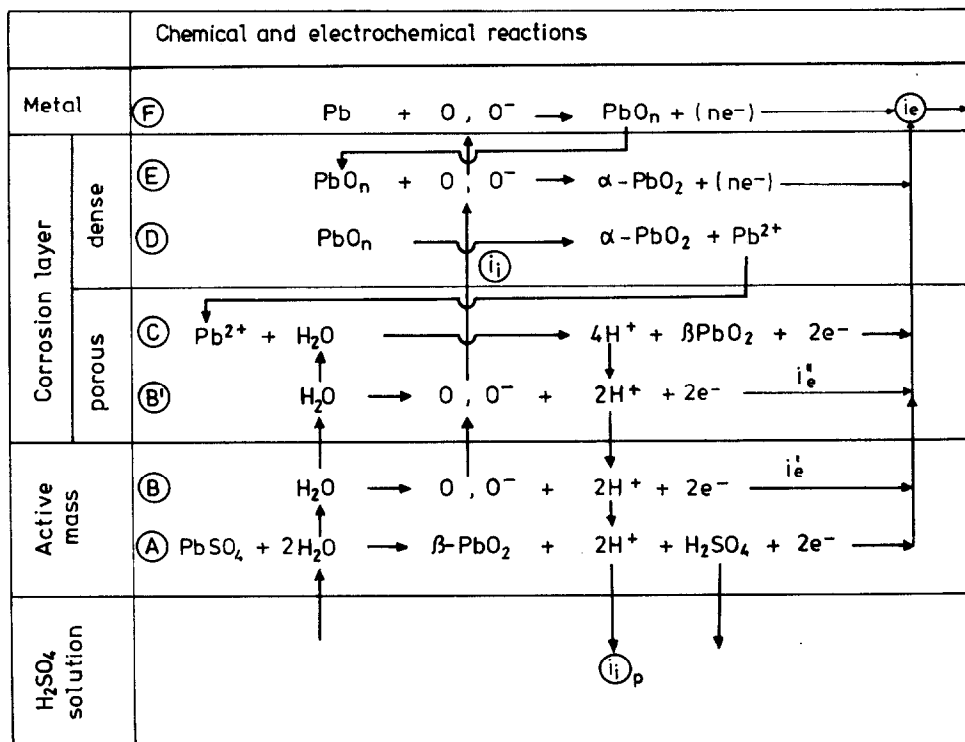 Chemical and electrochemical reactions
Metal
Ⓕ Pb + O , O⁻ → PbOₙ + (ne⁻) → iₑ →
Corrosion layer
dense
Ⓔ PbOₙ + O , O⁻ → α-PbO₂ + (ne⁻)
Ⓓ PbOₙ → α-PbO₂ + Pb²⁺
iᵢ
porous
Ⓒ Pb²⁺ + H₂O → 4H⁺ + βPbO₂ + 2e⁻ →
Ⓑ' H₂O → O , O⁻ + 2H⁺ + 2e⁻ iₑ" →
Active mass
Ⓑ H₂O → O , O⁻ + 2H⁺ + 2e⁻ iₑ' →
Ⓐ PbSO₄ + 2H₂O → β-PbO₂ + 2H⁺ + H₂SO₄ + 2e⁻ →
H₂SO₄ solution
iᵢ p